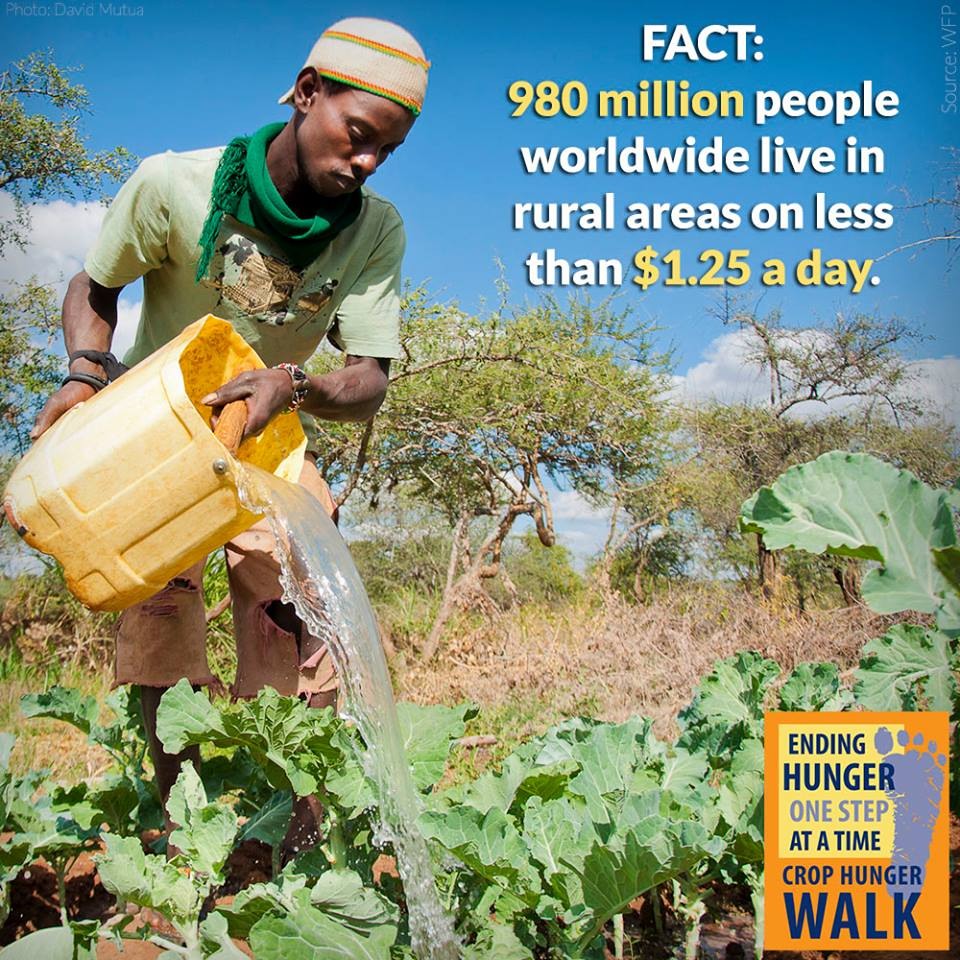 Photo: David Mutua
Source: WFP
FACT:
980 million people
worldwide live in
rural areas on less
than $1.25 a day.
ENDING
HUNGER
ONE STEP
AT A TIME
CROP HUNGER
WALK